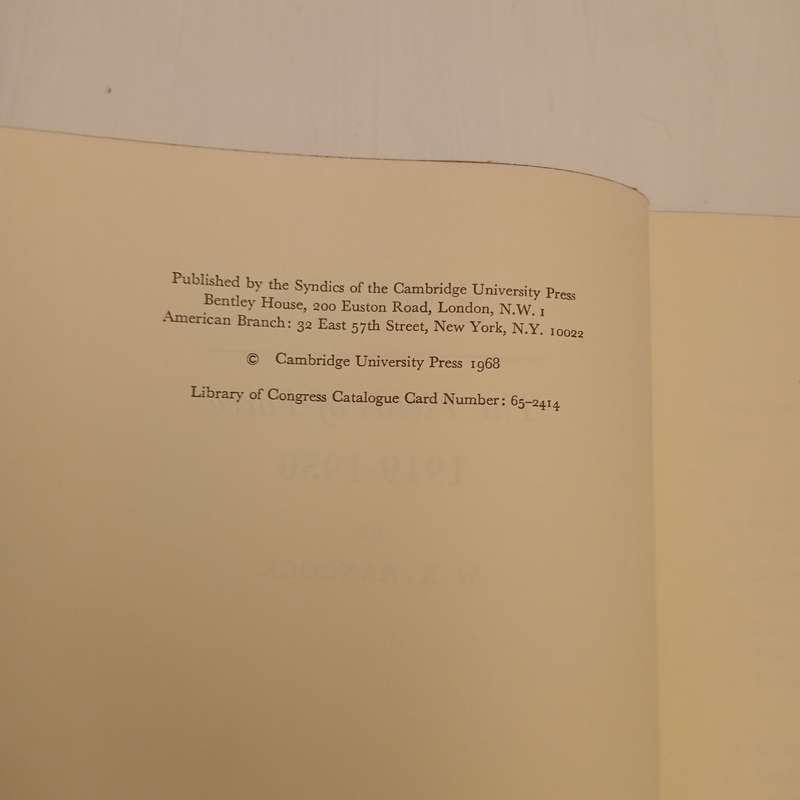 Published by the Syndics of the Cambridge University Press
Bentley House, 200 Euston Road, London, N.W. 1
American Branch: 32 East 57th Street, New York, N.Y. 10022
© Cambridge University Press 1968
Library of Congress Catalogue Card Number: 65-2414